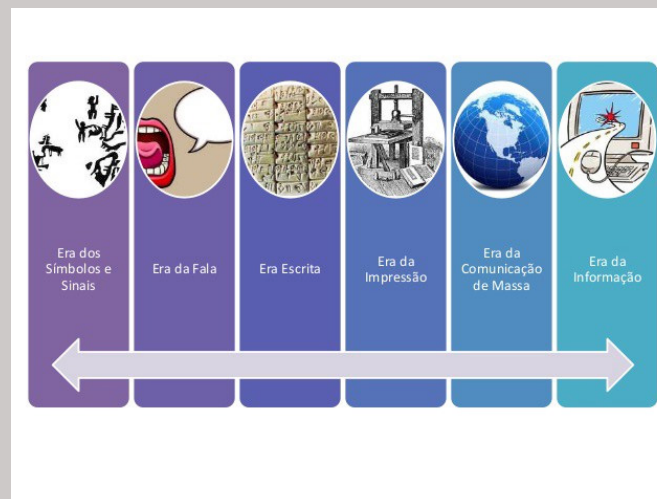 Era dos
Símbolos e
Sinais
Era da Fala
Era Escrita
Era da
Impressão
Era da
Comunicação
de Massa
Era da
Informação